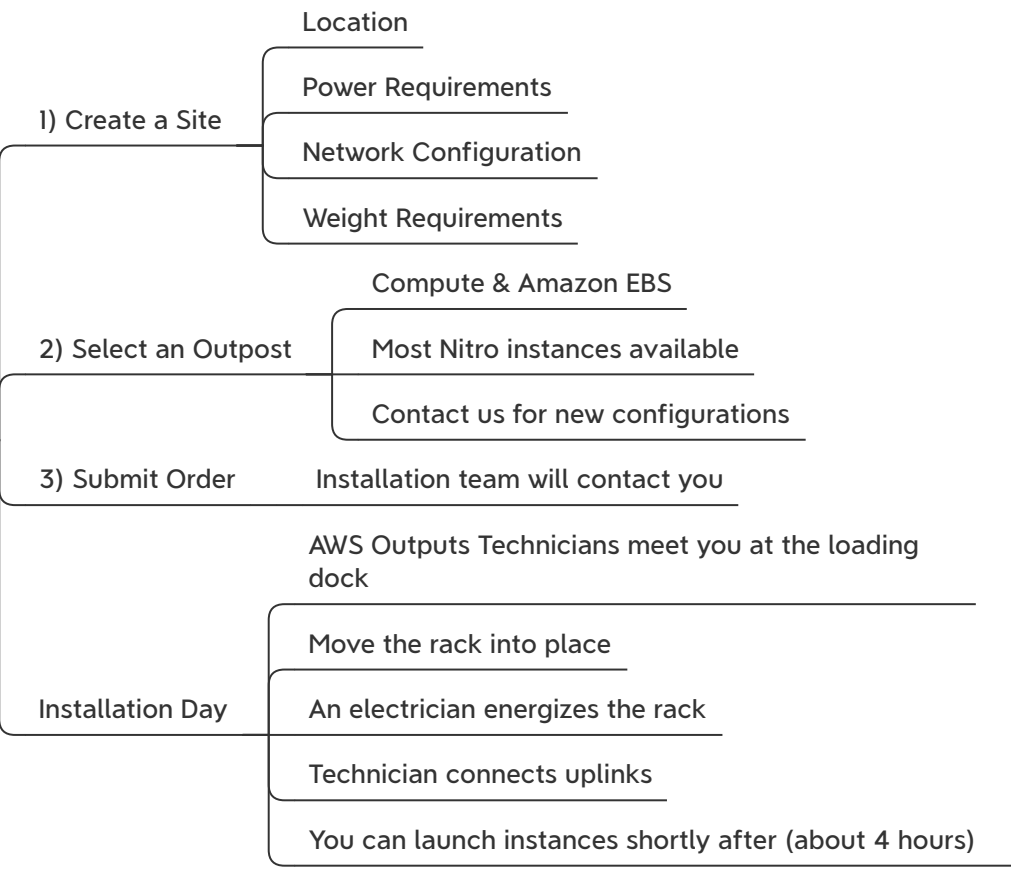 Location
Power Requirements
1) Create a Site
Network Configuration
Weight Requirements
Compute & Amazon EBS
2) Select an Outpost
Most Nitro instances available
Contact us for new configurations
3) Submit Order
Installation team will contact you
AWS Outputs Technicians meet you at the loading
dock
Move the rack into place
Installation Day
An electrician energizes the rack
Technician connects uplinks
You can launch instances shortly after (about 4 hours)